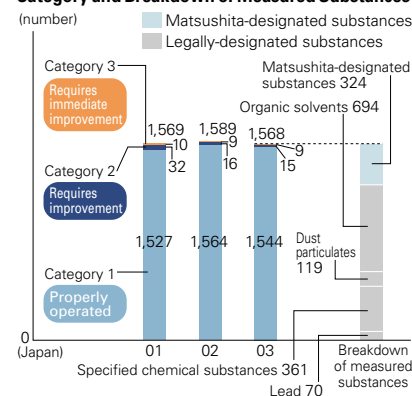 Category and Breakdown of Measured Substances
(number)
Matsushita-designated substances
Legally-designated substances
Category 3
Requires
immediate
improvement
Matsushita-designated
substances 324
Organic solvents 694
1,569
10
32
1,589
9
16
1,568
9
15
Category 2
Requires
improvement
1,527
1,564
1,544
Dust
particulates
119
Category 1
Properly
operated
0
(Japan)
01
02
03
Breakdown
of measured
substances
Specified chemical substances 361
Lead 70